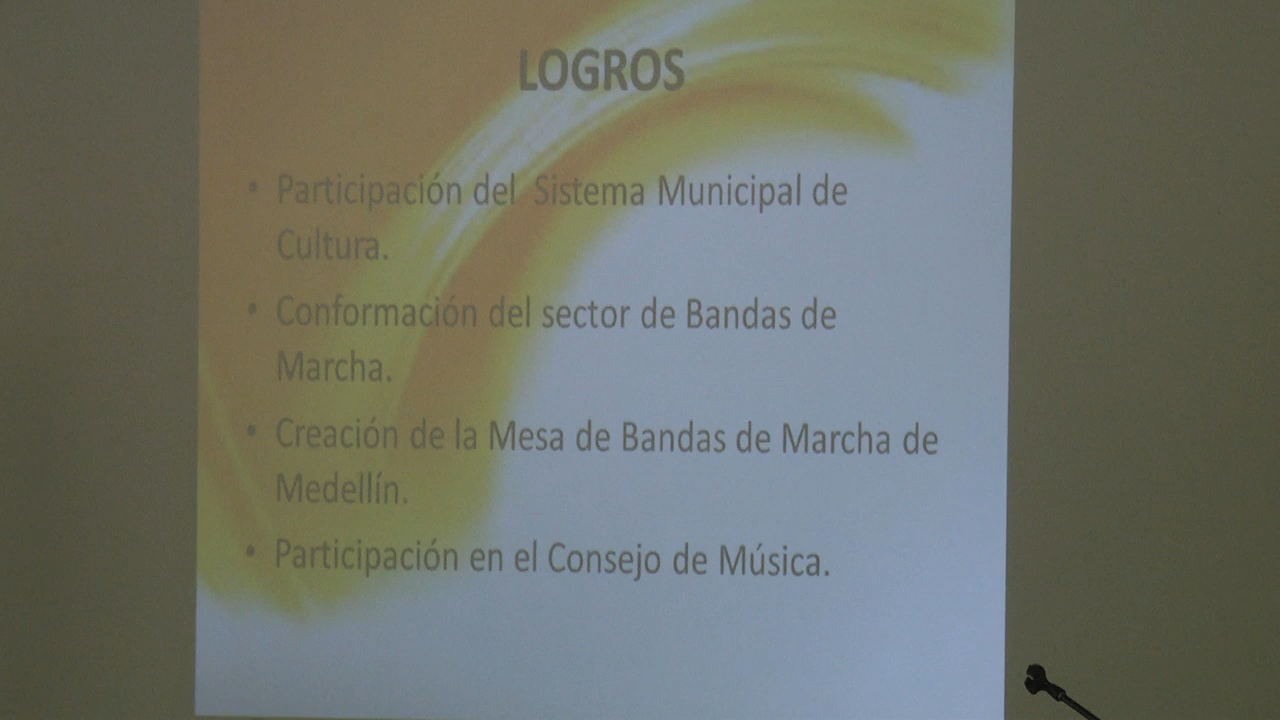 LOGROS
• Participación del Sistema Municipal de
Cultura.
• Conformación del sector de Bandas de
Marcha.
• Creación de la Mesa de Bandas de Marcha de
Medellín.
• Participación en el Consejo de Música.